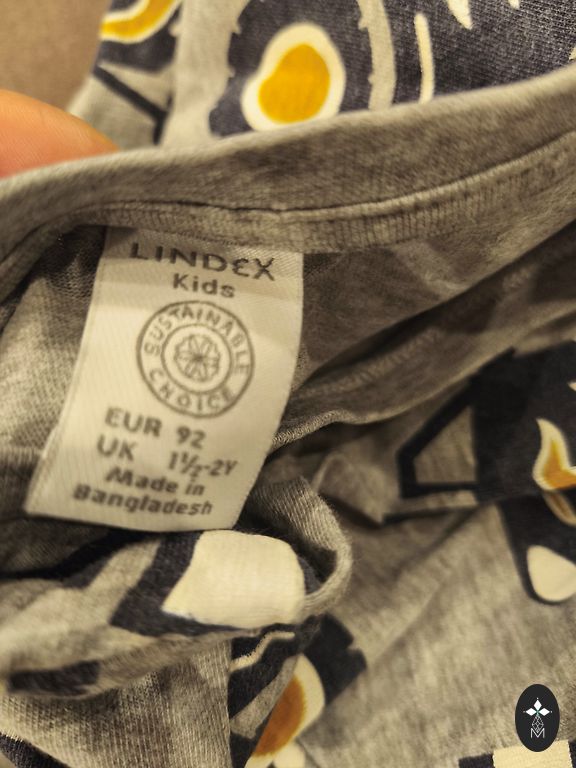 LINDEX
Kids
SUSTAINABLE
CHOICE
EUR 92
UK 1½-2Y
Made in
Bangladesh
M